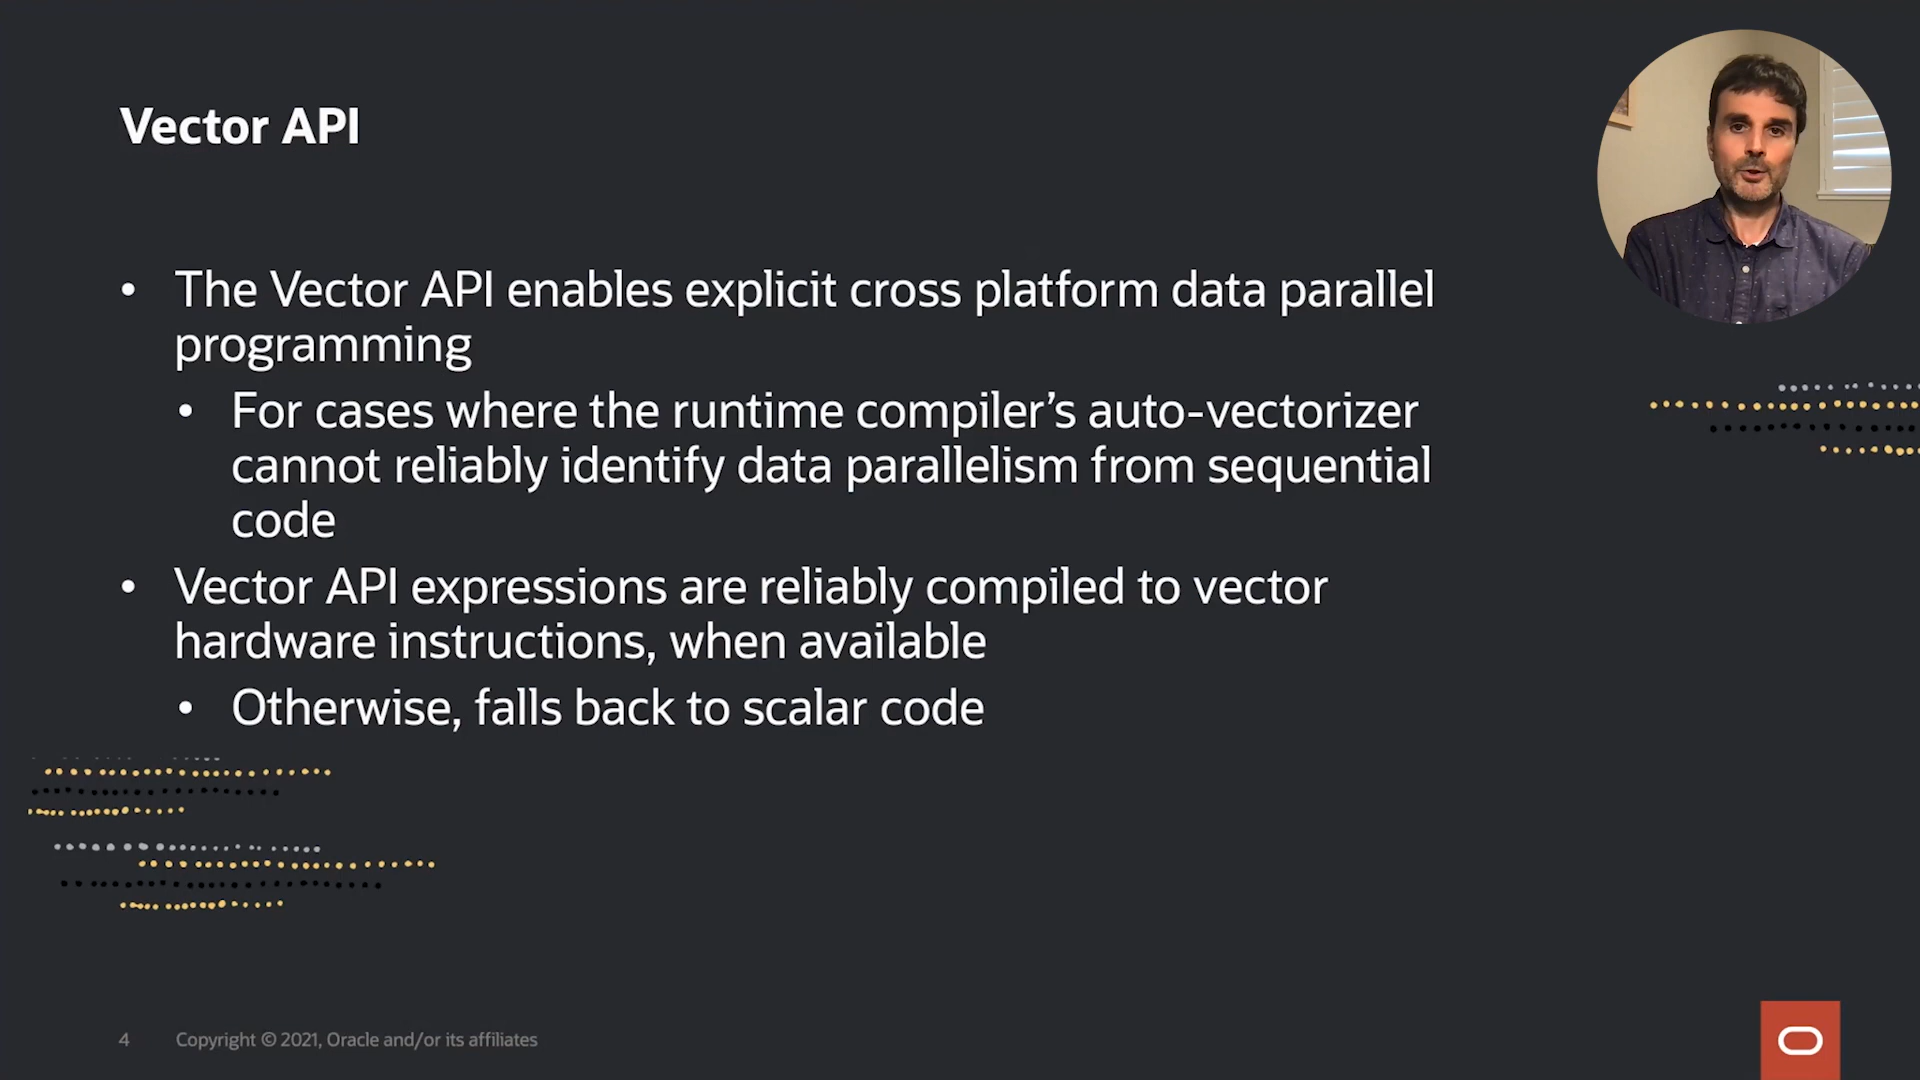 Vector API
• The Vector API enables explicit cross platform data parallel
programming
• For cases where the runtime compiler’s auto-vectorizer
cannot reliably identify data parallelism from sequential
code
• Vector API expressions are reliably compiled to vector
hardware instructions, when available
• Otherwise, falls back to scalar code
4 Copyright © 2021, Oracle and/or its affiliates